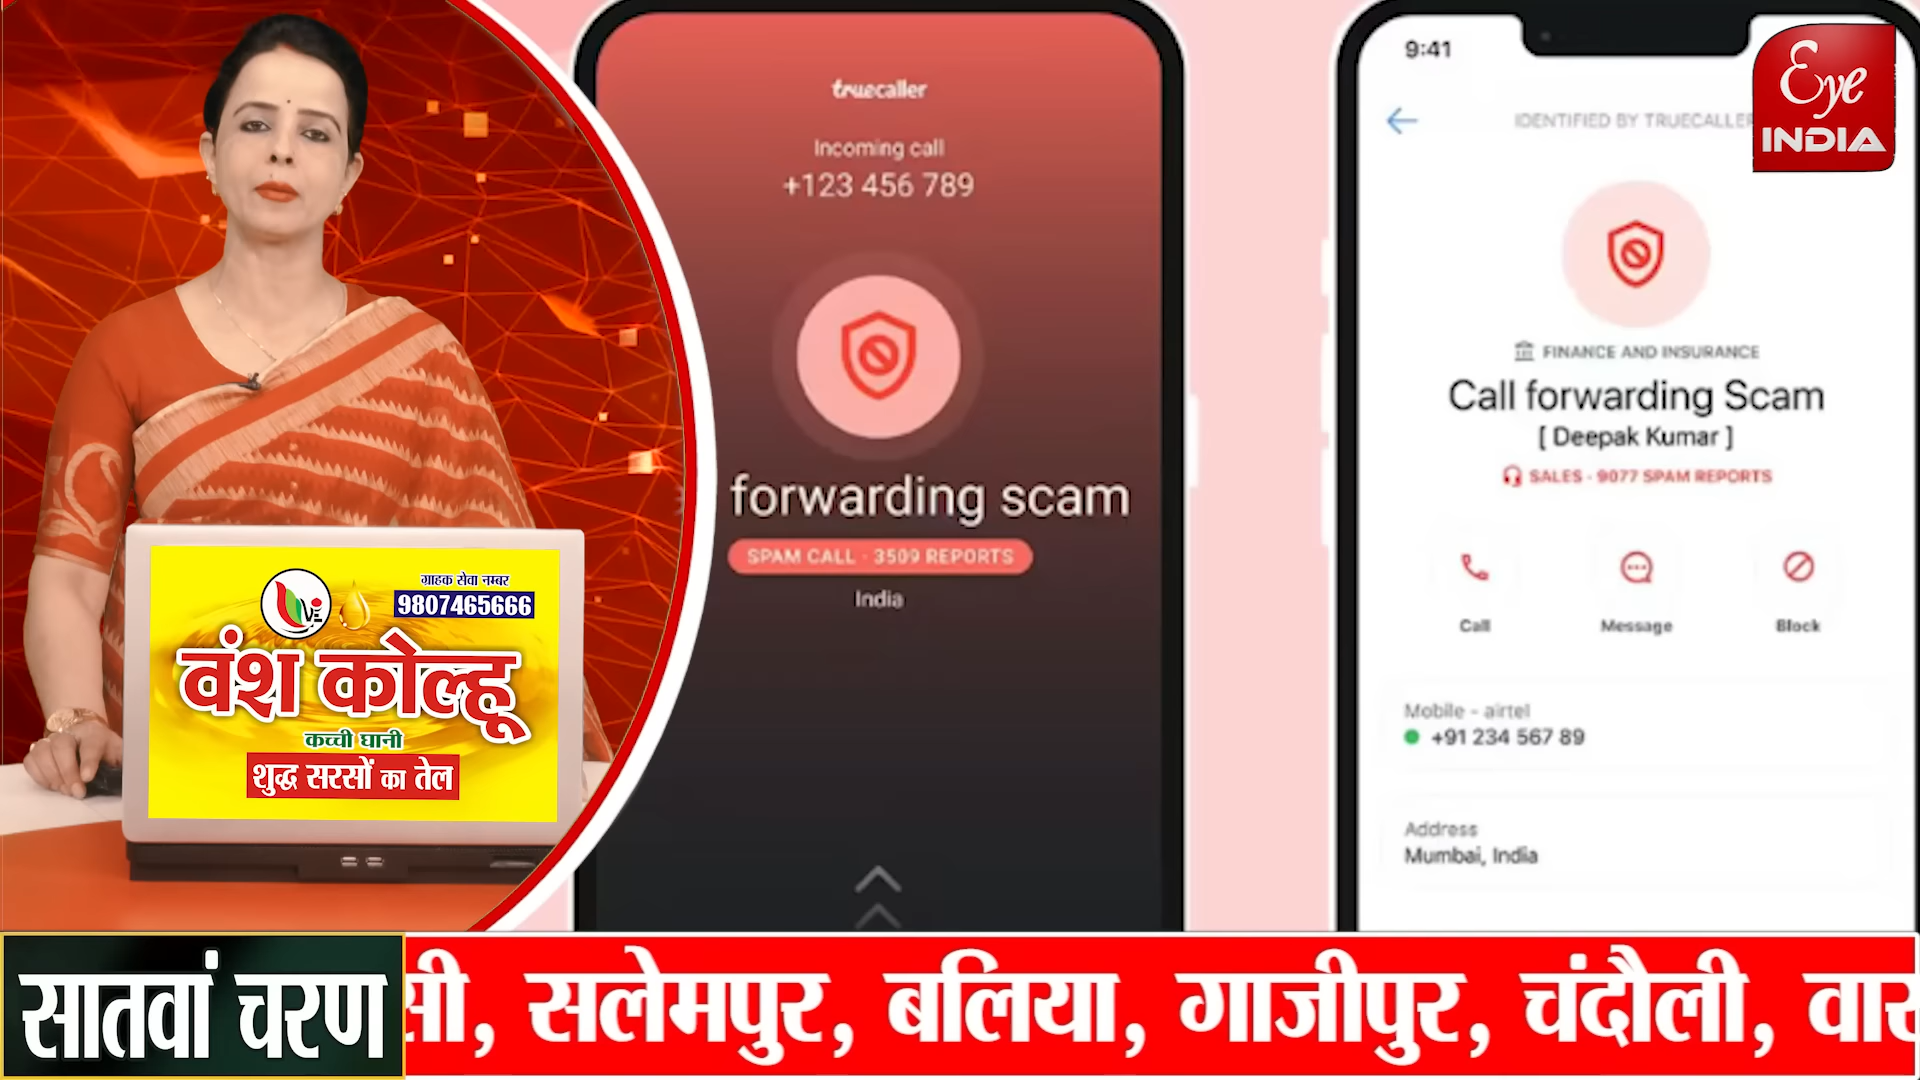 truecaller
Incoming call
+123 456 789
forwarding scam
SPAM CALL - 3509 REPORTS
India
9:41
IDENTIFIED BY TRUECALLER
Eye
INDIA
FINANCE AND INSURANCE
Call forwarding Scam
[ Deepak Kumar ]
SALES - 9077 SPAM REPORTS
Call Message Block
Mobile - airtel
+91 234 567 89
Address
Mumbai, India
ग्राहक सेवा नम्बर
9807465666
वंश कोल्हू
कच्ची घानी
शुद्ध सरसों का तेल
सातवां चरण
सी, सलेमपुर, बलिया, गाजीपुर, चंदौली,